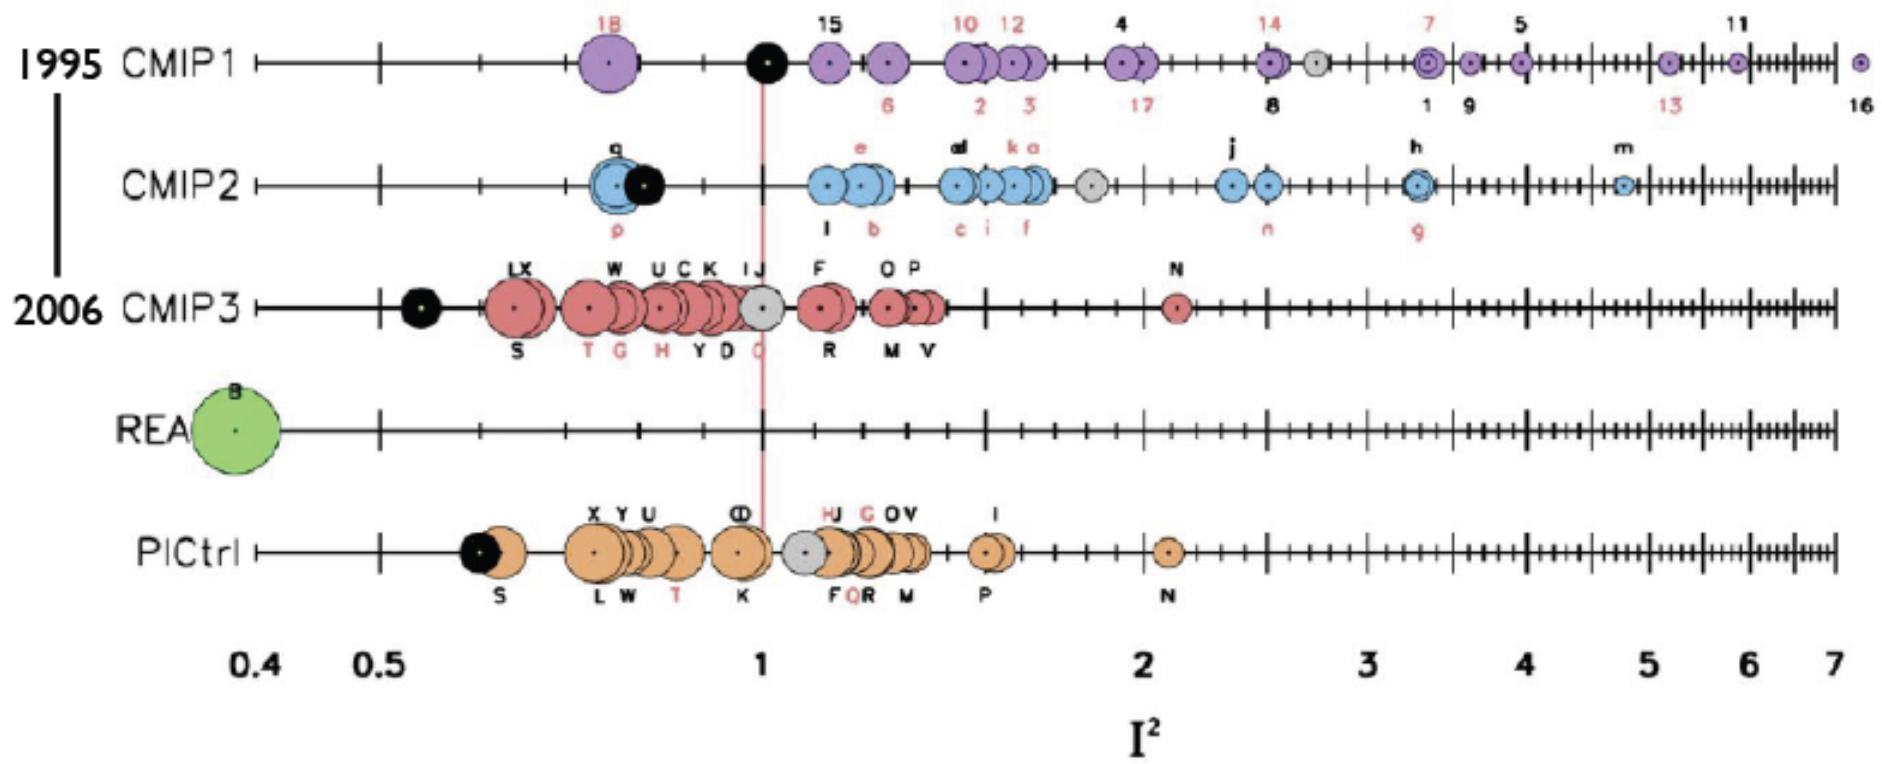 18 15 10 12 4 14 7 5 11
1995 CMIP1
6 2 3 17 8 1 9 13 16
q e d k a j h m
CMIP2
p l b c i f n g
LX W U C K I J F O P N
2006 CMIP3
S T G H Y D Q R M V
B
REA
X Y U HJ G O V I
PICtrl
S L W T K F Q R M P N
0.4 0.5 1 2 3 4 5 6 7
I²